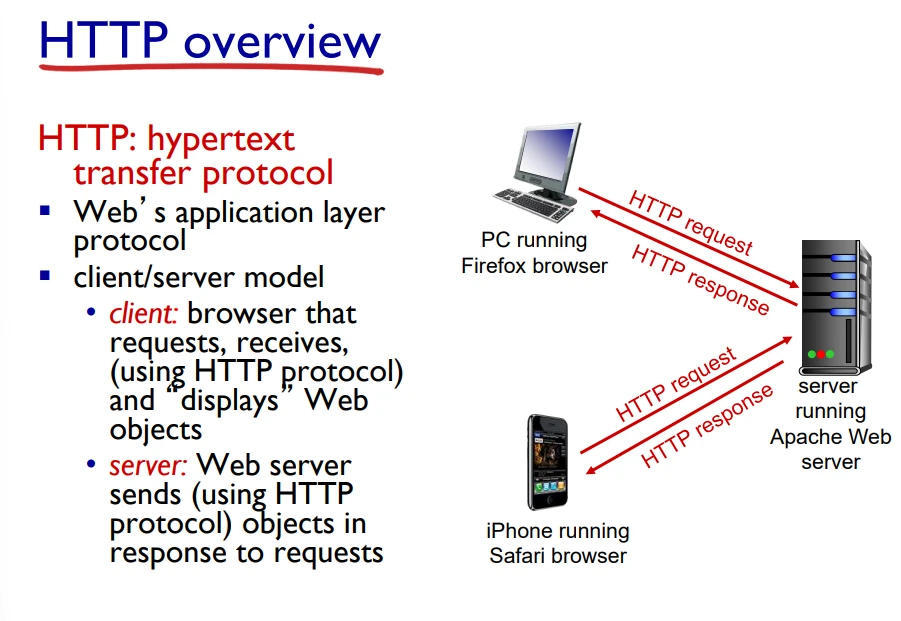 HTTP overview
HTTP: hypertext
transfer protocol
▪ Web’s application layer
protocol
▪ client/server model
• client: browser that
requests, receives,
(using HTTP protocol)
and “displays” Web
objects
• server: Web server
sends (using HTTP
protocol) objects in
response to requests
PC running
Firefox browser
HTTP request
HTTP response
HTTP request
HTTP response
server
running
Apache Web
server
iPhone running
Safari browser